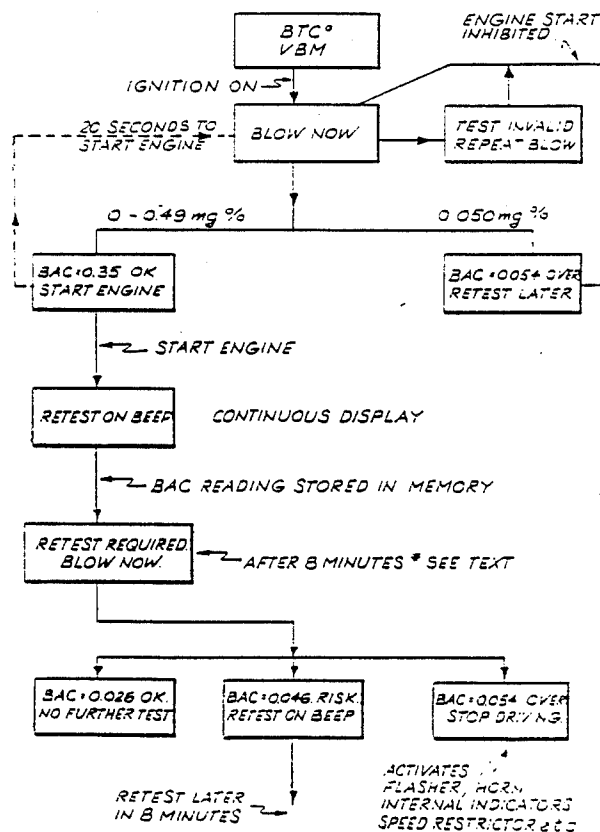 BTC°
VBM
ENGINE START
INHIBITED
IGNITION ON
20 SECONDS TO
START ENGINE
BLOW NOW
TEST INVALID
REPEAT BLOW
0 - 0.49 mg %
0.050 mg %
BAC=0.35 OK
START ENGINE
BAC=0.054 OVER
RETEST LATER
START ENGINE
RETEST ON BEEP
CONTINUOUS DISPLAY
BAC READING STORED IN MEMORY
RETEST REQUIRED.
BLOW NOW.
AFTER 8 MINUTES * SEE TEXT
BAC=0.026 OK.
NO FURTHER TEST
BAC=0.046. RISK.
RETEST ON BEEP
BAC=0.054 OVER
STOP DRIVING.
RETEST LATER
IN 8 MINUTES
ACTIVATES
FLASHER, HORN
INTERNAL INDICATORS
SPEED RESTRICTOR etc